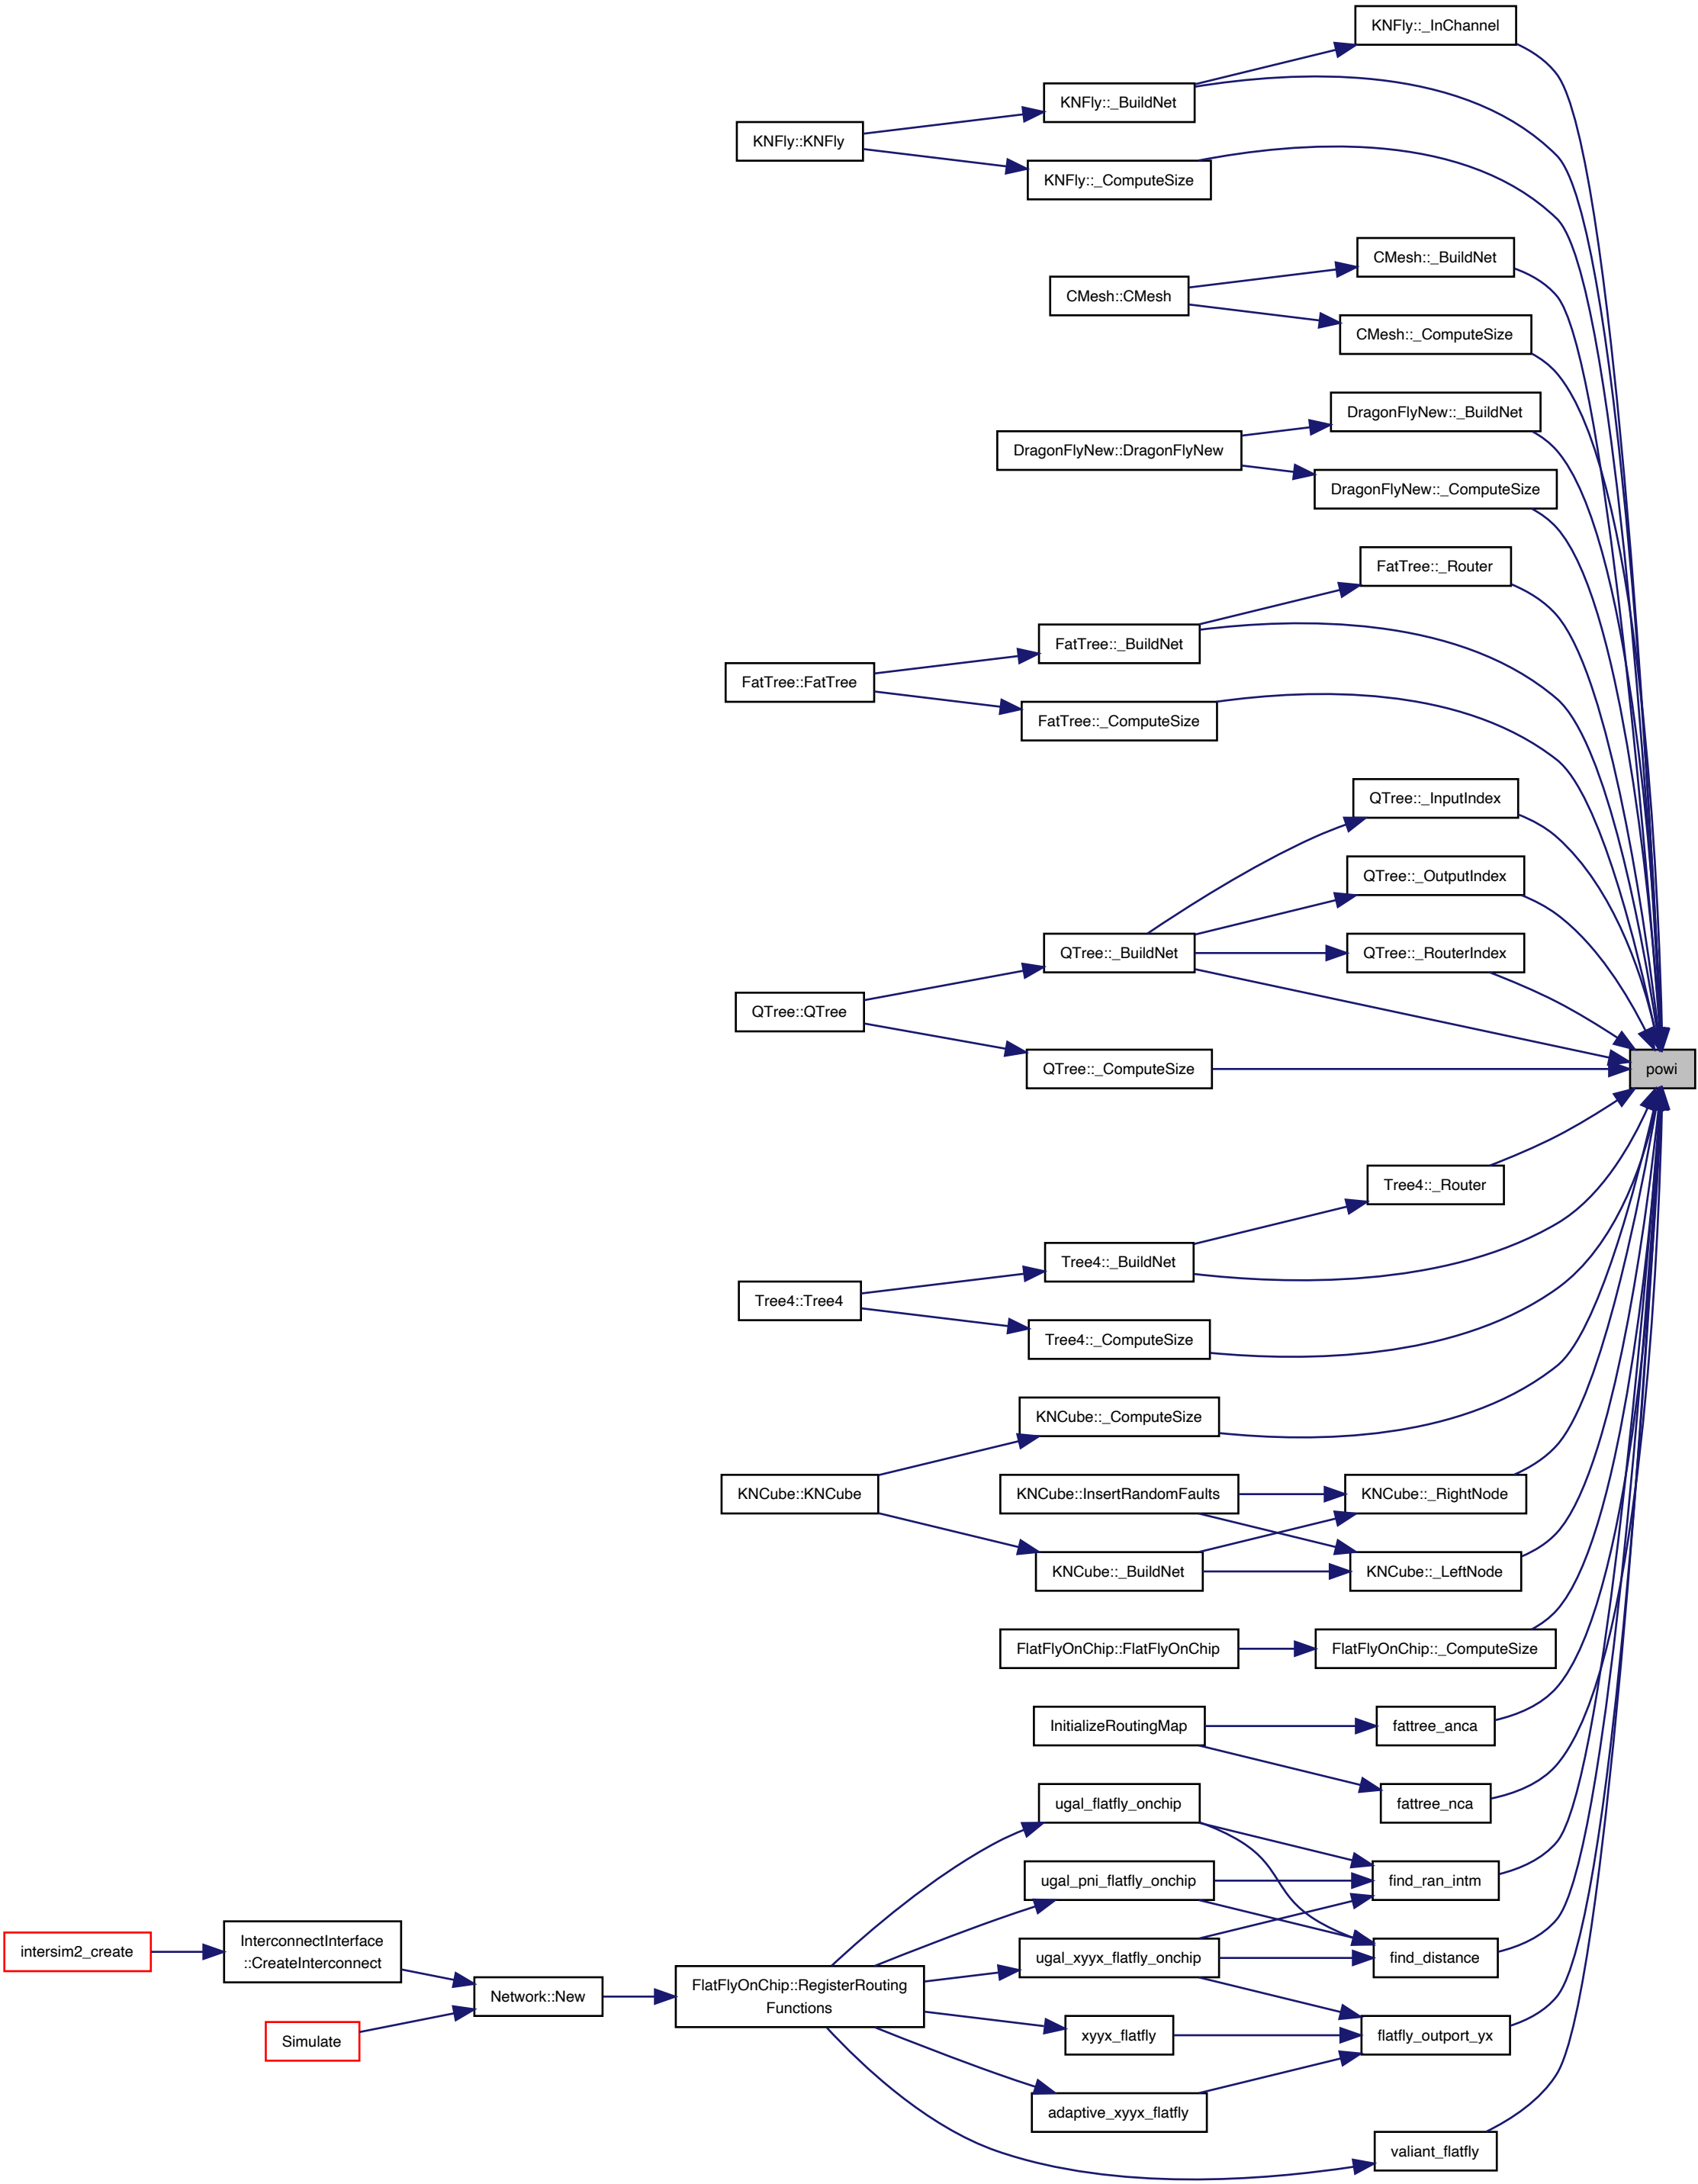 KNFly::_InChannel
KNFly::_BuildNet
KNFly::KNFly
KNFly::_ComputeSize
CMesh::_BuildNet
CMesh::CMesh
CMesh::_ComputeSize
DragonFlyNew::_BuildNet
DragonFlyNew::DragonFlyNew
DragonFlyNew::_ComputeSize
FatTree::_Router
FatTree::_BuildNet
FatTree::FatTree
FatTree::_ComputeSize
QTree::_InputIndex
QTree::_OutputIndex
QTree::_BuildNet
QTree::_RouterIndex
QTree::QTree
QTree::_ComputeSize
powi
Tree4::_Router
Tree4::_BuildNet
Tree4::Tree4
Tree4::_ComputeSize
KNCube::_ComputeSize
KNCube::KNCube
KNCube::InsertRandomFaults
KNCube::_RightNode
KNCube::_BuildNet
KNCube::_LeftNode
FlatFlyOnChip::FlatFlyOnChip
FlatFlyOnChip::_ComputeSize
InitializeRoutingMap
fattree_anca
ugal_flatfly_onchip
fattree_nca
ugal_pni_flatfly_onchip
find_ran_intm
intersim2_create
InterconnectInterface
::CreateInterconnect
ugal_xyyx_flatfly_onchip
find_distance
Network::New
FlatFlyOnChip::RegisterRouting
Functions
Simulate
xyyx_flatfly
flatfly_outport_yx
adaptive_xyyx_flatfly
valiant_flatfly